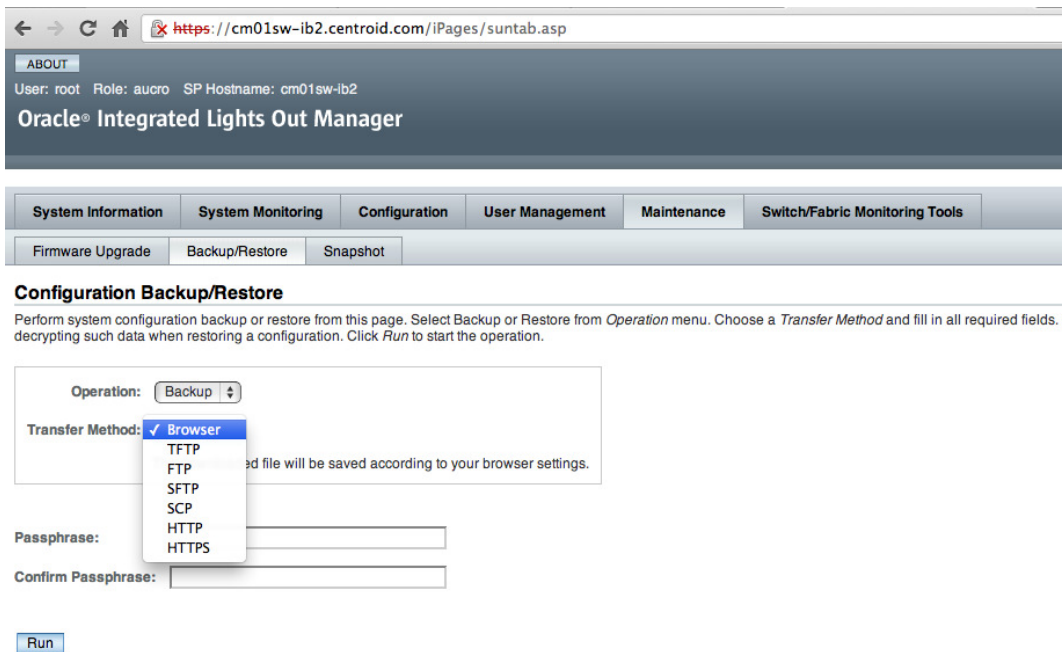 https://cm01sw-ib2.centroid.com/iPages/suntab.asp
ABOUT
User: root Role: aucro SP Hostname: cm01sw-ib2
Oracle® Integrated Lights Out Manager
System Information System Monitoring Configuration User Management Maintenance Switch/Fabric Monitoring Tools
Firmware Upgrade Backup/Restore Snapshot
Configuration Backup/Restore
Perform system configuration backup or restore from this page. Select Backup or Restore from Operation menu. Choose a Transfer Method and fill in all required fields.
decrypting such data when restoring a configuration. Click Run to start the operation.
Operation: Backup
Transfer Method: ✓ Browser
TFTP
FTP
file will be saved according to your browser settings.
SFTP
SCP
HTTP
HTTPS
Passphrase:
Confirm Passphrase:
Run